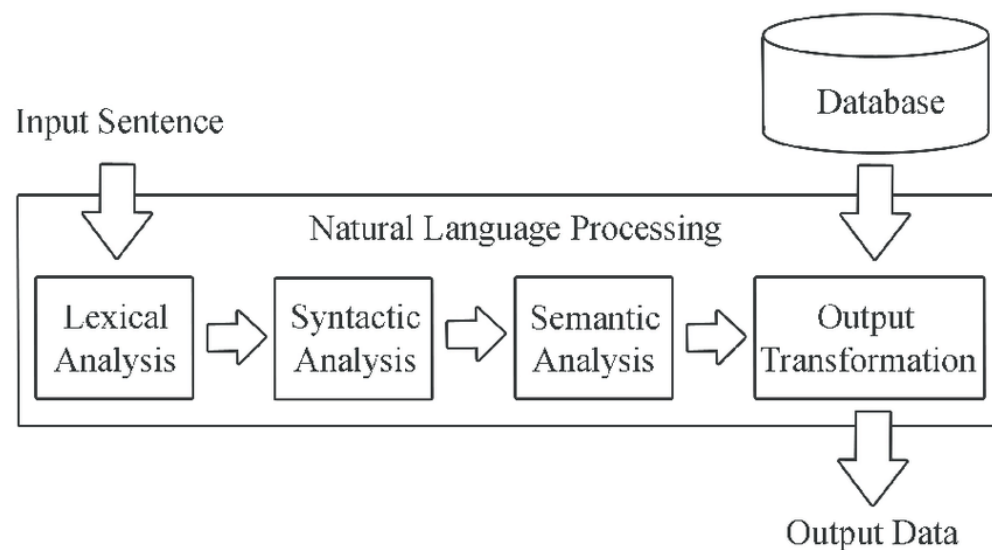 Database
Input Sentence
Natural Language Processing
Lexical
Analysis
Syntactic
Analysis
Semantic
Analysis
Output
Transformation
Output Data